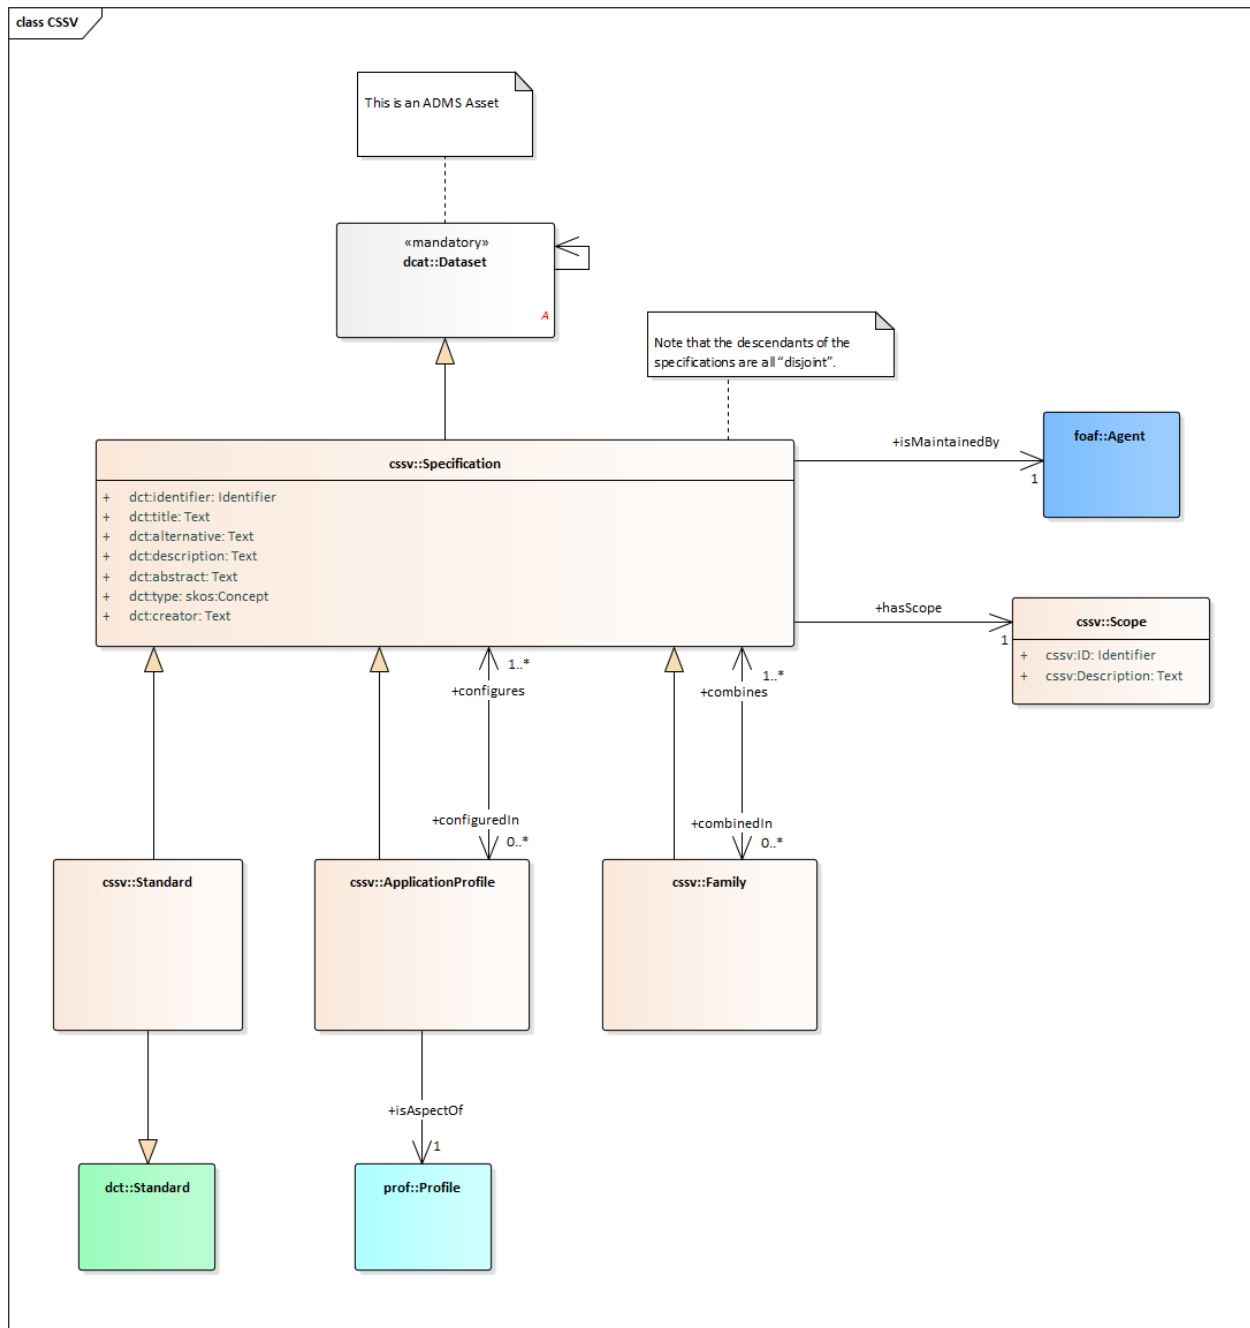 class CSSV
This is an ADMS Asset
«mandatory»
dcat::Dataset
A
Note that the descendants of the
specifications are all “disjoint”.
foaf::Agent
+isMaintainedBy
1
cssv::Specification
+ dct:identifier: Identifier
+ dct:title: Text
+ dct:alternative: Text
+ dct:description: Text
+ dct:abstract: Text
+ dct:type: skos:Concept
+ dct:creator: Text
+hasScope
1
cssv::Scope
+ cssv:ID: Identifier
+ cssv:Description: Text
1..*
+configures
1..*
+combines
+configuredIn
0..*
+combinedIn
0..*
cssv::Standard
cssv::ApplicationProfile
cssv::Family
+isAspectOf
1
dct::Standard
prof::Profile